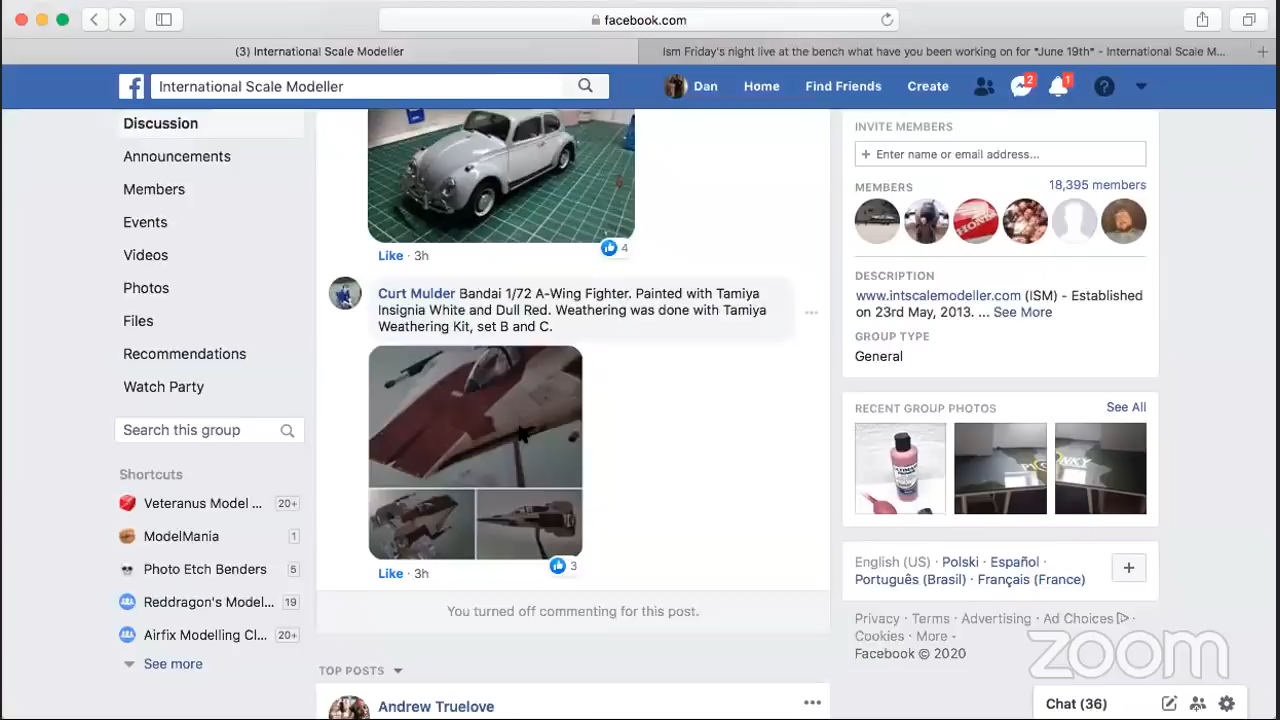 facebook.com
(3) International Scale Modeller
Ism Friday's night live at the bench what have you been working on for *June 19th* - International Scale M...
International Scale Modeller
Dan
Home
Find Friends
Create
2
1
Discussion
Announcements
Members
Events
Videos
Photos
Files
Recommendations
Watch Party
Search this group
Shortcuts
Veteranus Model ... 20+
ModelMania 1
Photo Etch Benders 5
Reddragon's Model... 19
Airfix Modelling Cl... 20+
See more
Like · 3h
4
Curt Mulder Bandai 1/72 A-Wing Fighter. Painted with Tamiya
Insignia White and Dull Red. Weathering was done with Tamiya
Weathering Kit, set B and C.
Like · 3h
3
You turned off commenting for this post.
TOP POSTS
Andrew Truelove
INVITE MEMBERS
+ Enter name or email address...
MEMBERS
18,395 members
HONDA
DESCRIPTION
www.intscalemodeller.com (ISM) - Established
on 23rd May, 2013. ... See More
GROUP TYPE
General
RECENT GROUP PHOTOS
See All
English (US) · Polski · Español ·
Português (Brasil) · Français (France)
Privacy · Terms · Advertising · Ad Choices ·
Cookies · More
Facebook © 2020
zoom
Chat (36)